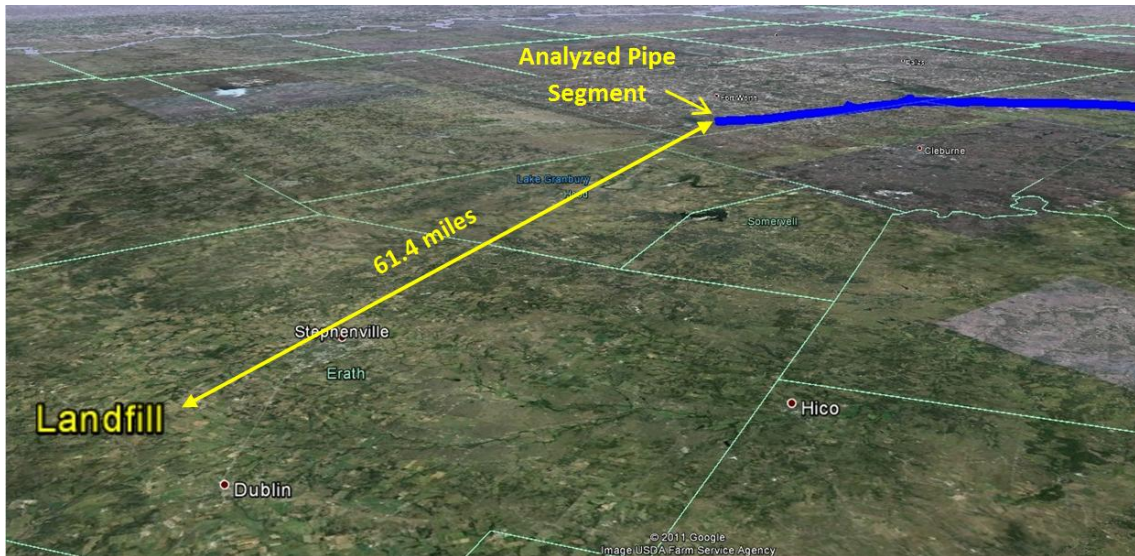 Analyzed Pipe
Segment
Fort Worth
Cleburne
Lake Granbury
Hood
Somervell
61.4 miles
Stephenville
Erath
Landfill
Hico
Dublin
© 2011 Google
Image USDA Farm Service Agency